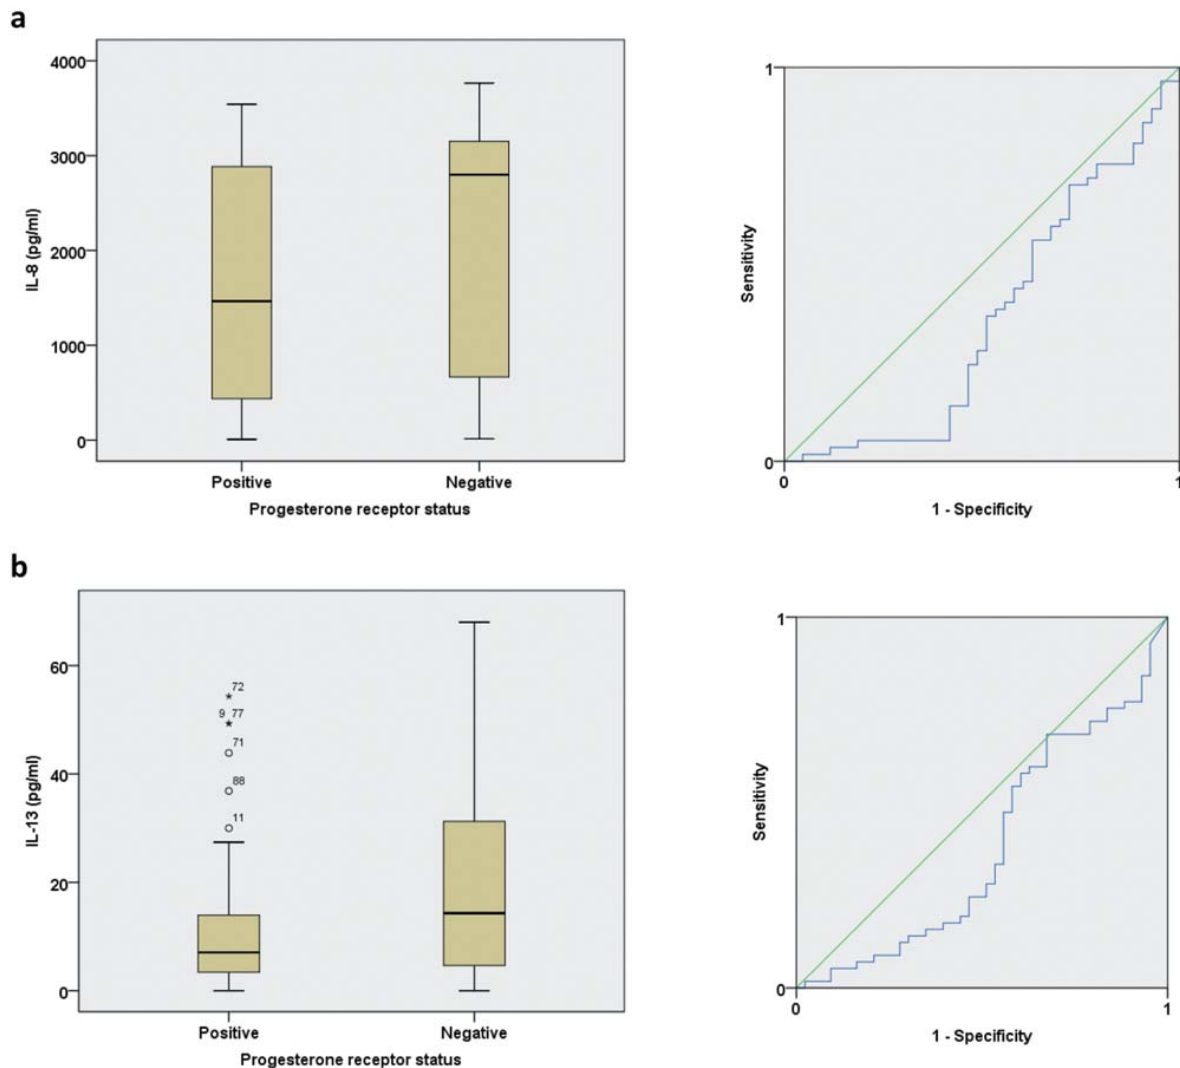 a
4000
3000
2000
1000
0
IL-8 (pg/ml)
Positive
Negative
Progesterone receptor status
1
0
Sensitivity
0
1
1 - Specificity
b
60
40
20
0
IL-13 (pg/ml)
72
9 77
71
88
11
Positive
Negative
Progesterone receptor status
1
0
Sensitivity
0
1
1 - Specificity